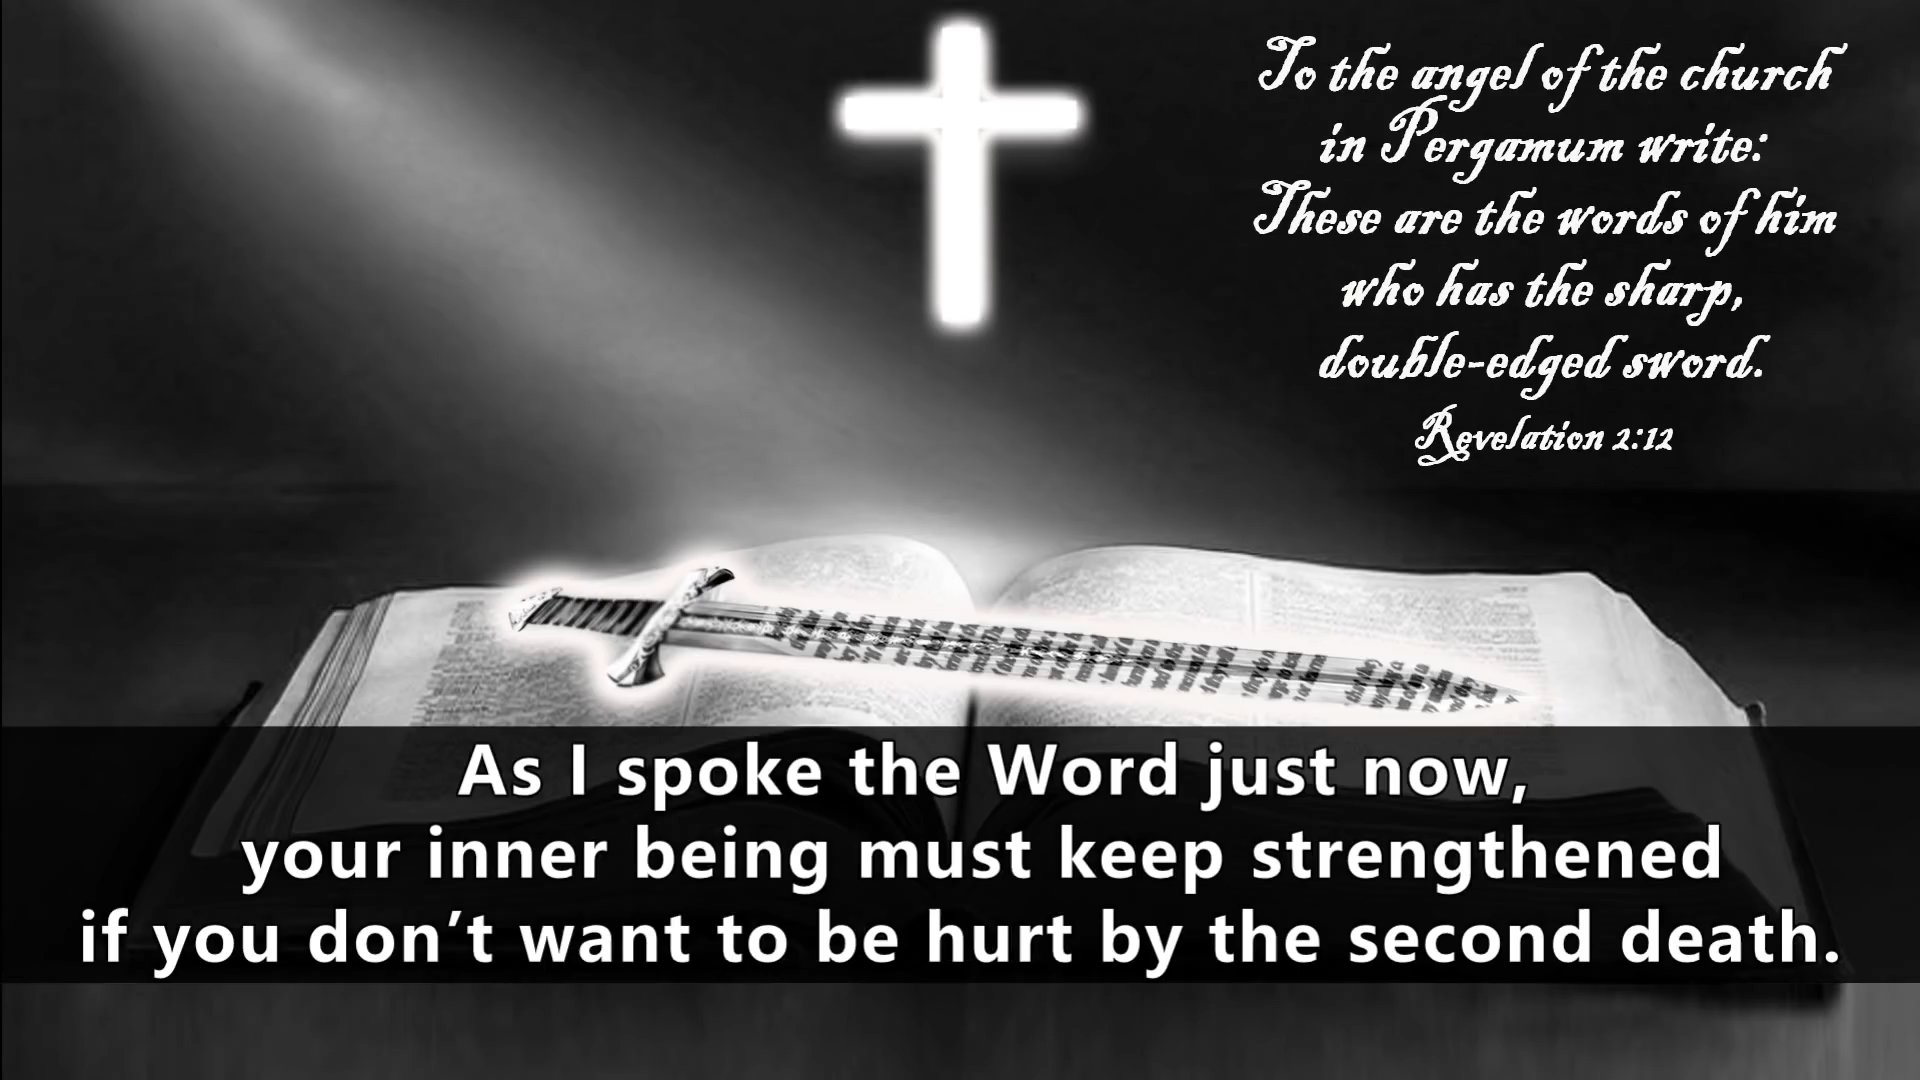 To the angel of the church
in Pergamum write:
These are the words of him
who has the sharp,
double-edged sword.
Revelation 2:12
As I spoke the Word just now,
your inner being must keep strengthened
if you don't want to be hurt by the second death.